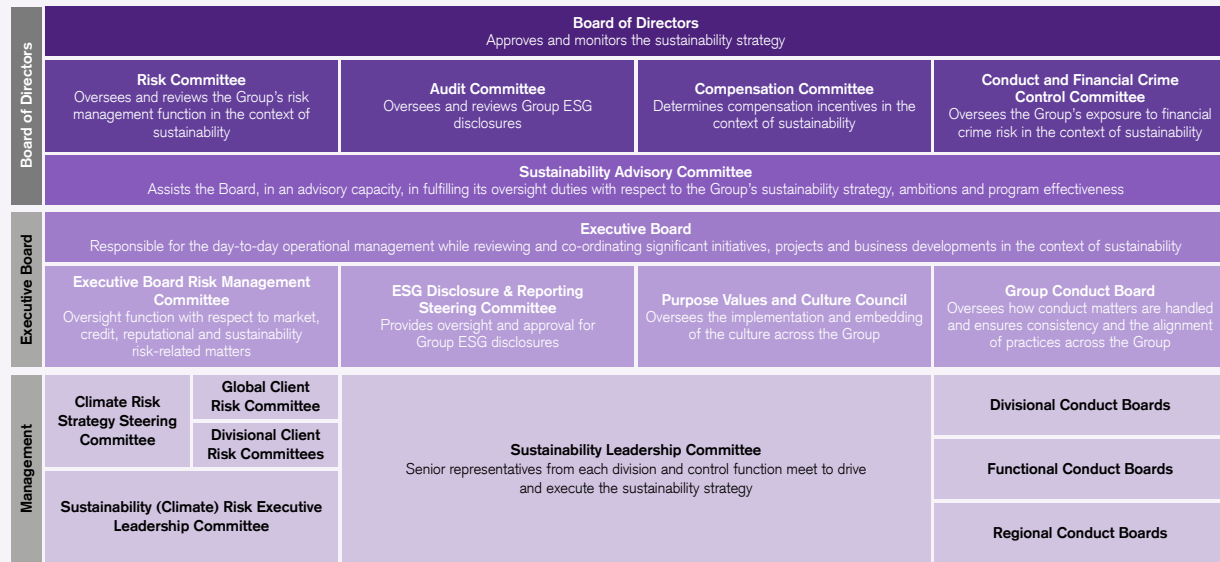 Board of Directors
Board of Directors
Approves and monitors the sustainability strategy
Risk Committee
Oversees and reviews the Group's risk
management function in the context of
sustainability
Audit Committee
Oversees and reviews Group ESG
disclosures
Compensation Committee
Determines compensation incentives in the
context of sustainability
Conduct and Financial Crime
Control Committee
Oversees the Group's exposure to financial
crime risk in the context of sustainability
Sustainability Advisory Committee
Assists the Board, in an advisory capacity, in fulfilling its oversight duties with respect to the Group's sustainability strategy, ambitions and program effectiveness
Executive Board
Executive Board
Responsible for the day-to-day operational management while reviewing and co-ordinating significant initiatives, projects and business developments in the context of sustainability
Executive Board Risk Management
Committee
Oversight function with respect to market,
credit, reputational and sustainability
risk-related matters
ESG Disclosure & Reporting
Steering Committee
Provides oversight and approval for
Group ESG disclosures
Purpose Values and Culture Council
Oversees the implementation and embedding
of the culture across the Group
Group Conduct Board
Oversees how conduct matters are handled
and ensures consistency and the alignment
of practices across the Group
Management
Climate Risk
Strategy Steering
Committee
Global Client
Risk Committee
Divisional Client
Risk Committees
Sustainability (Climate) Risk Executive
Leadership Committee
Sustainability Leadership Committee
Senior representatives from each division and control function meet to drive
and execute the sustainability strategy
Divisional Conduct Boards
Functional Conduct Boards
Regional Conduct Boards